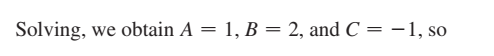 Solving, we obtain A = 1, B = 2, and C = −1, so